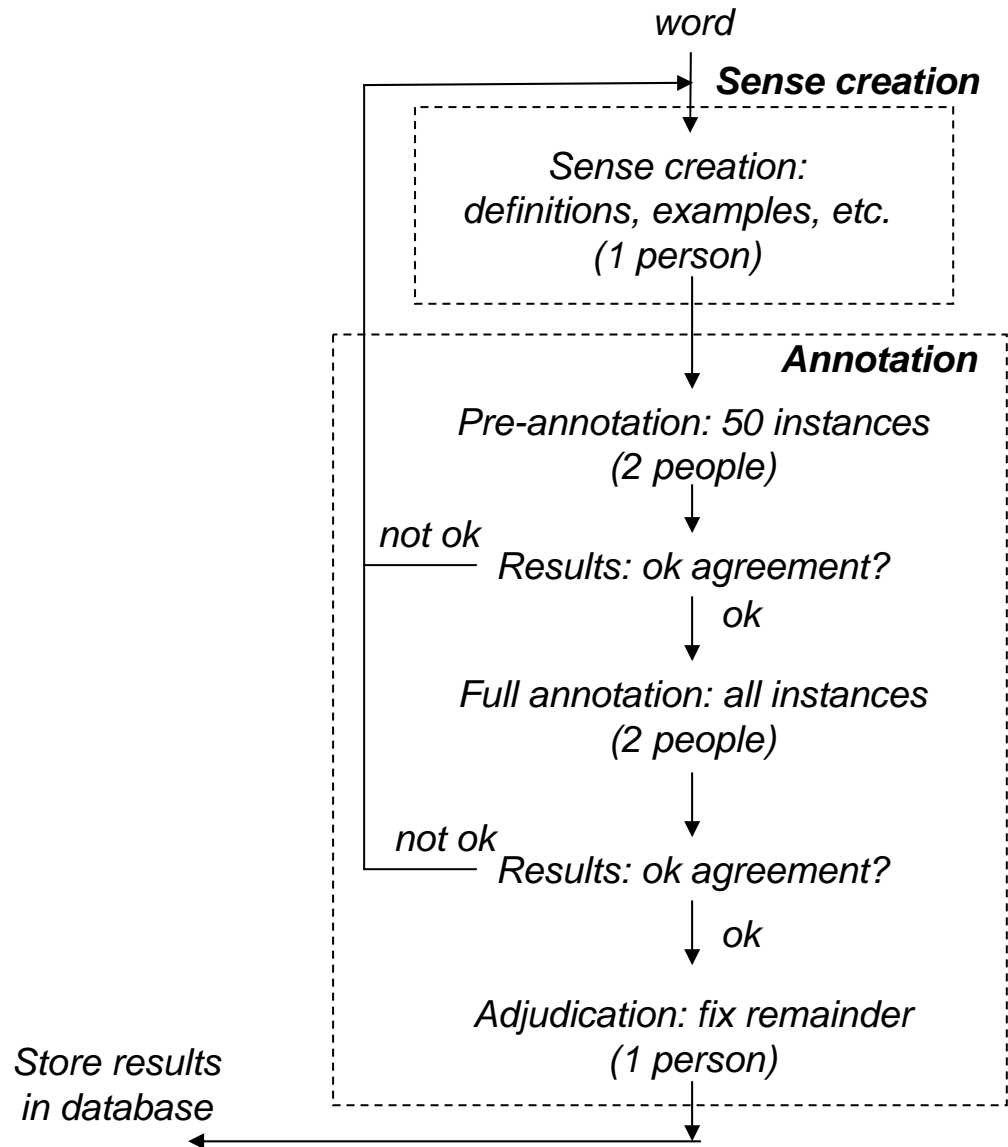 word
Sense creation
Sense creation:
definitions, examples, etc.
(1 person)
Annotation
Pre-annotation: 50 instances
(2 people)
not ok
Results: ok agreement?
ok
Full annotation: all instances
(2 people)
not ok
Results: ok agreement?
ok
Adjudication: fix remainder
(1 person)
Store results
in database